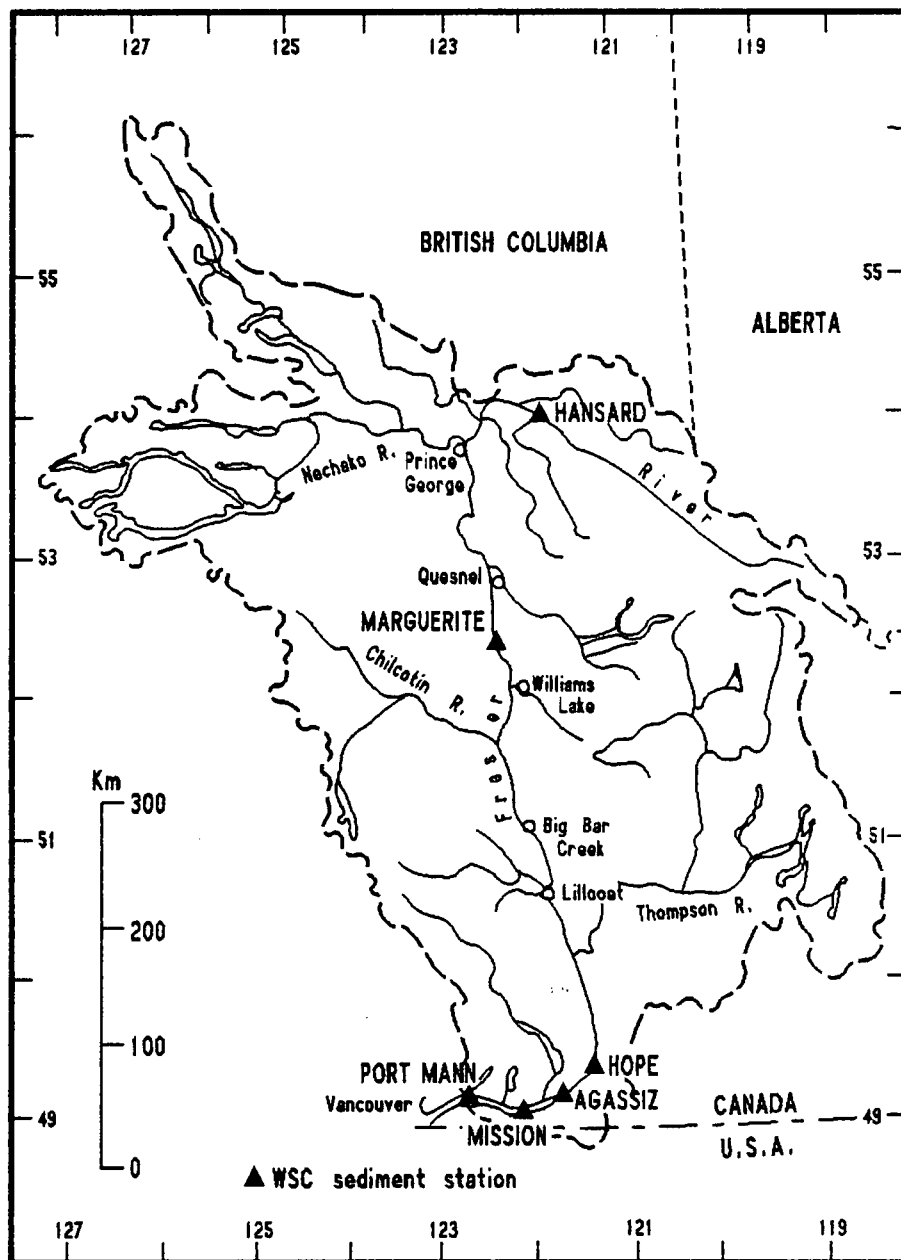 127 125 123 121 119
BRITISH COLUMBIA
55 55
ALBERTA
HANSARD
Nechako R.
Prince
George
River
53 53
Quesnel
MARGUERITE
Chilcotin R.
Williams
Lake
Fraser
Km
300
51 51
Big Bar
Creek
Lillooet
Thompson R.
200
100
HOPE
PORT MANN
AGASSIZ
Vancouver
CANADA
49 49
MISSION
U.S.A.
0
▲ WSC sediment station
127 125 123 121 119